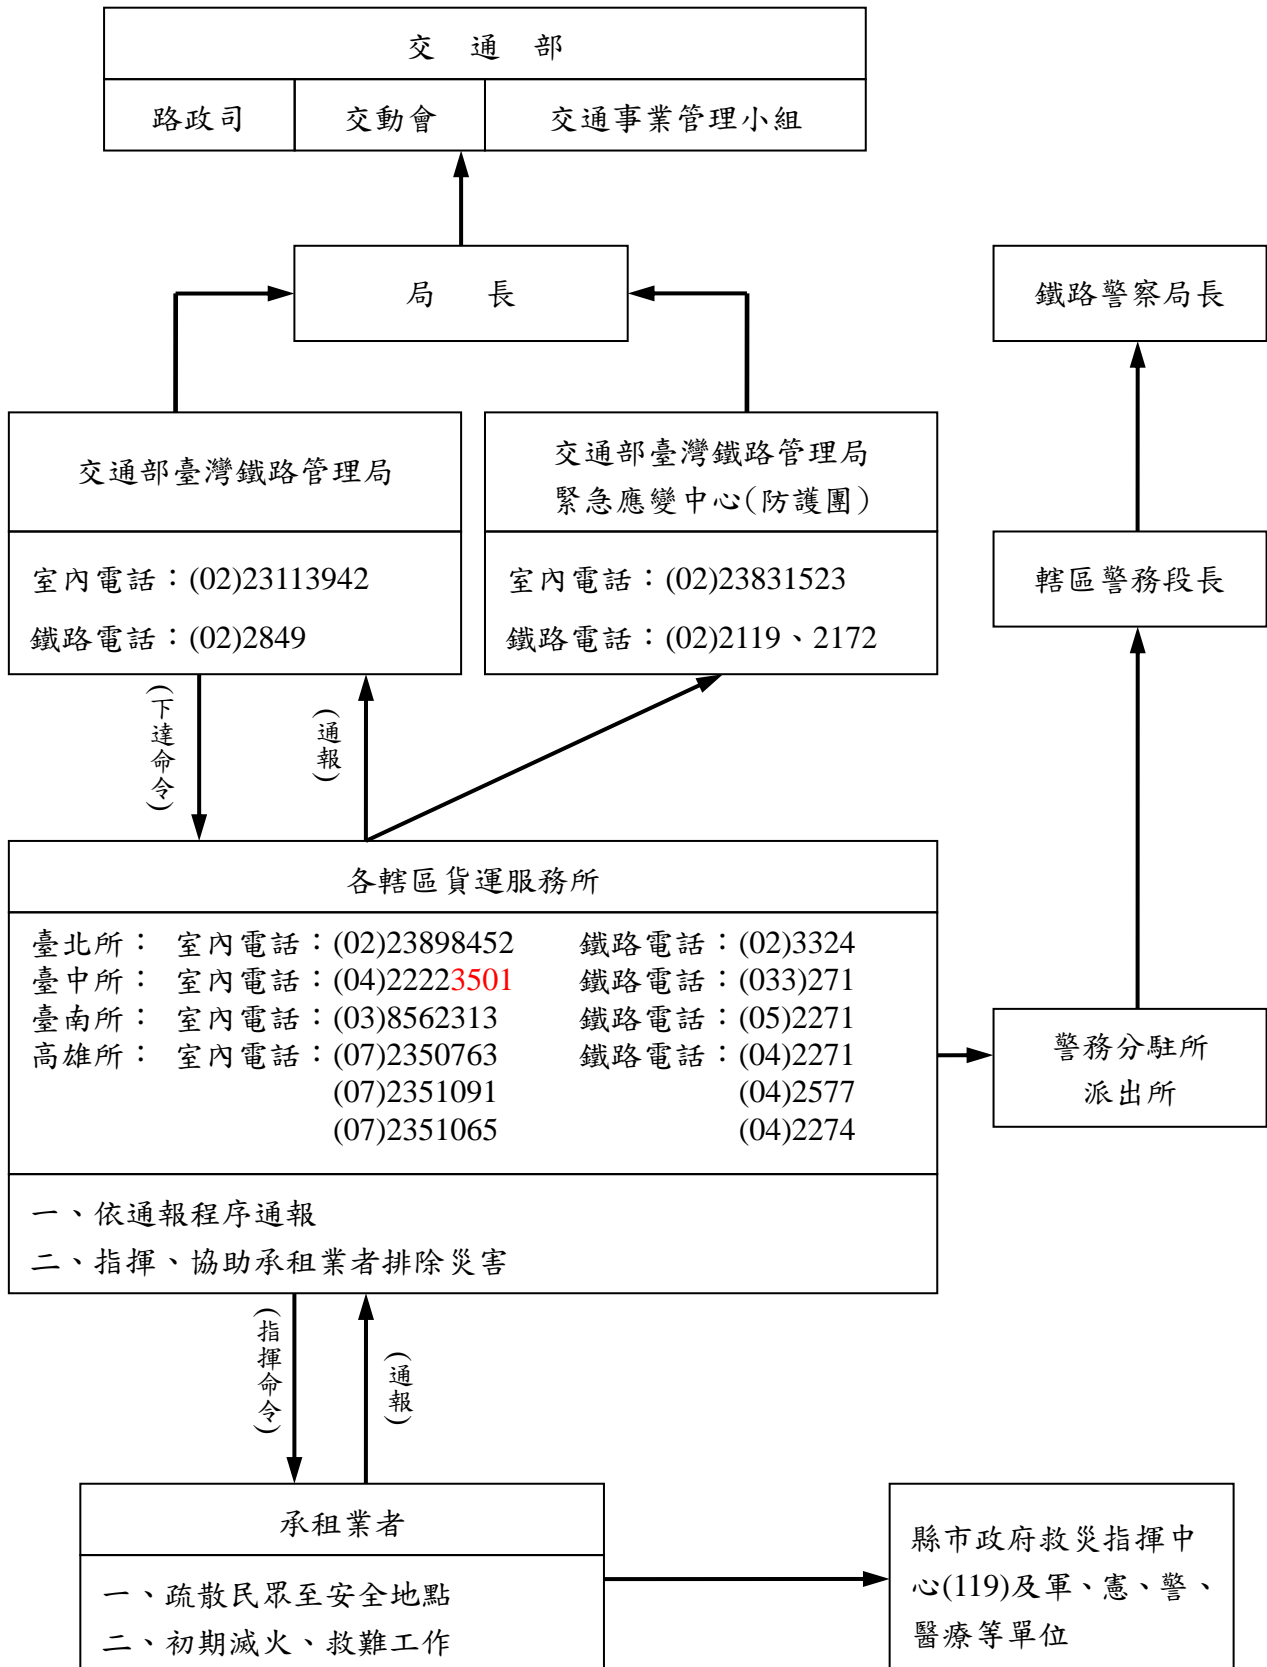 交 通 部
路政司 交動會 交通事業管理小組
局 長
鐵路警察局長
交通部臺灣鐵路管理局
室內電話：(02)23113942
鐵路電話：(02)2849
交通部臺灣鐵路管理局
緊急應變中心(防護團)
室內電話：(02)23831523
鐵路電話：(02)2119、2172
轄區警務段長
(下達命令)
(通報)
各轄區貨運服務所
臺北所： 室內電話：(02)23898452 鐵路電話：(02)3324
臺中所： 室內電話：(04)22223501 鐵路電話：(033)271
臺南所： 室內電話：(03)8562313 鐵路電話：(05)2271
高雄所： 室內電話：(07)2350763 鐵路電話：(04)2271
(07)2351091 (04)2577
(07)2351065 (04)2274
一、依通報程序通報
二、指揮、協助承租業者排除災害
警務分駐所
派出所
(指揮命令)
(通報)
承租業者
一、疏散民眾至安全地點
二、初期滅火、救難工作
縣市政府救災指揮中
心(119)及軍、憲、警、
醫療等單位